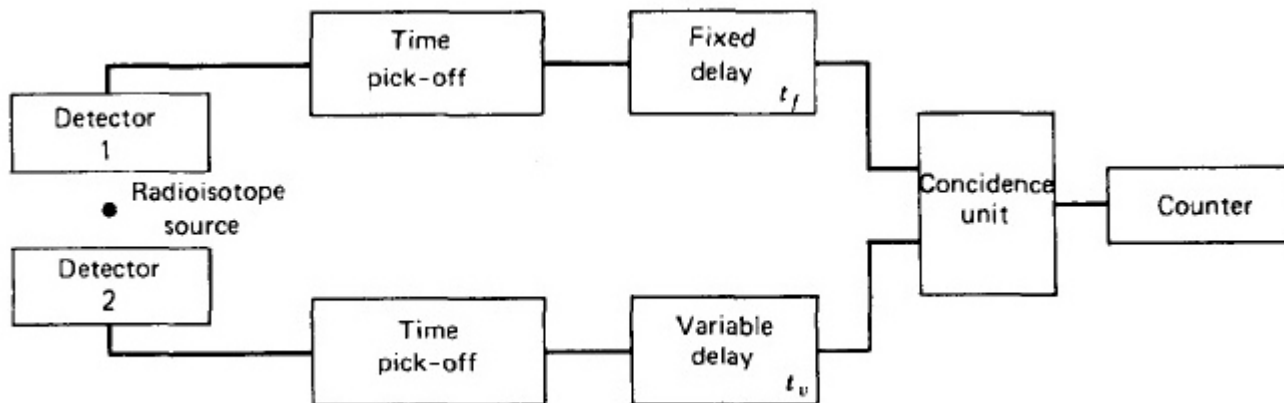 Time
pick-off
Fixed
delay
t_f
Detector
1
Radioisotope
source
Concidence
unit
Counter
Detector
2
Time
pick-off
Variable
delay
t_v